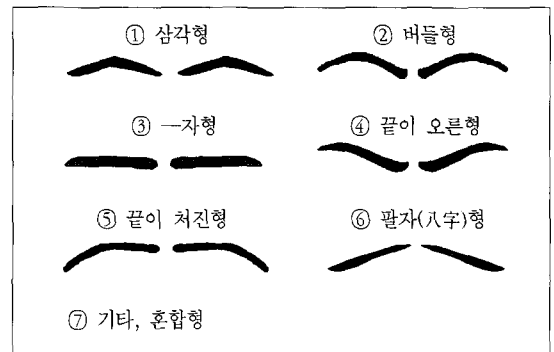 ① 삼각형
② 버들형
③ 一자형
④ 끝이 오른형
⑤ 끝이 처진형
⑥ 팔자(八字)형
⑦ 기타, 혼합형